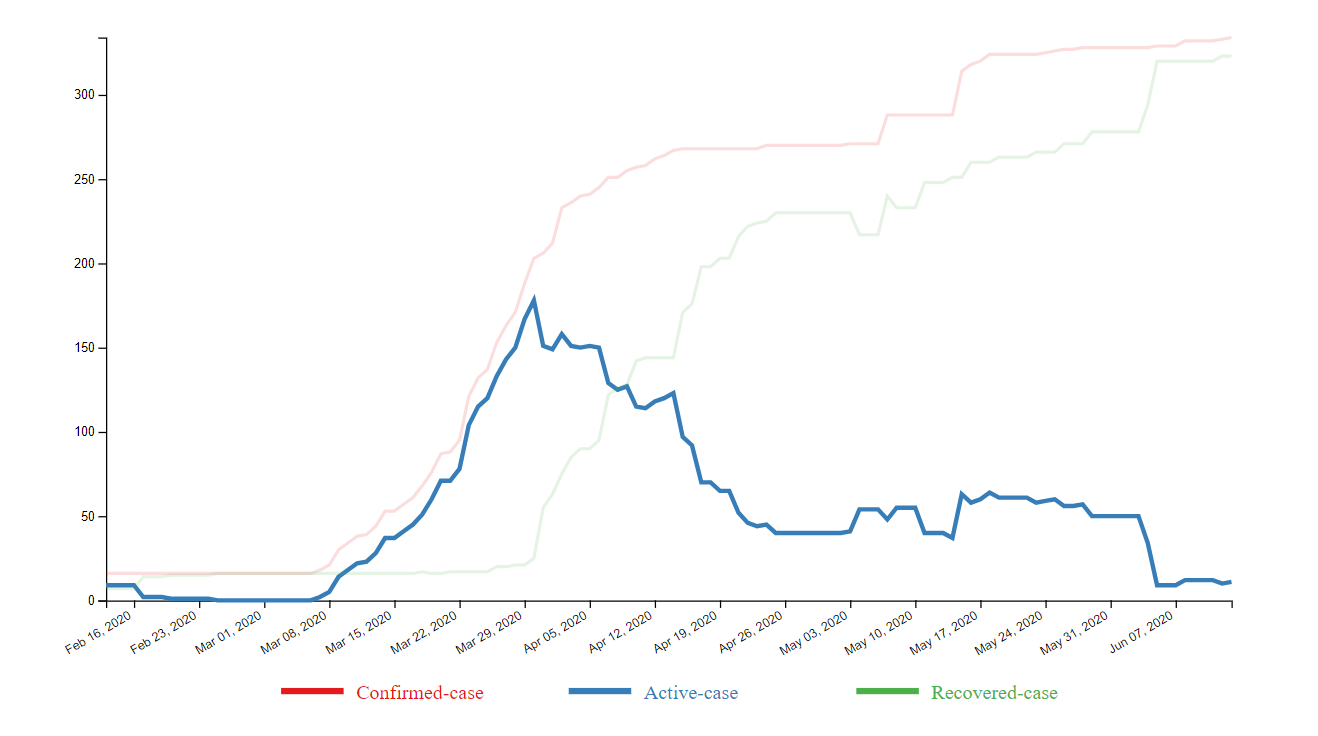 300
250
200
150
100
50
0
Feb 16, 2020
Feb 23, 2020
Mar 01, 2020
Mar 08, 2020
Mar 15, 2020
Mar 22, 2020
Mar 29, 2020
Apr 05, 2020
Apr 12, 2020
Apr 19, 2020
Apr 26, 2020
May 03, 2020
May 10, 2020
May 17, 2020
May 24, 2020
May 31, 2020
Jun 07, 2020
Confirmed-case
Active-case
Recovered-case